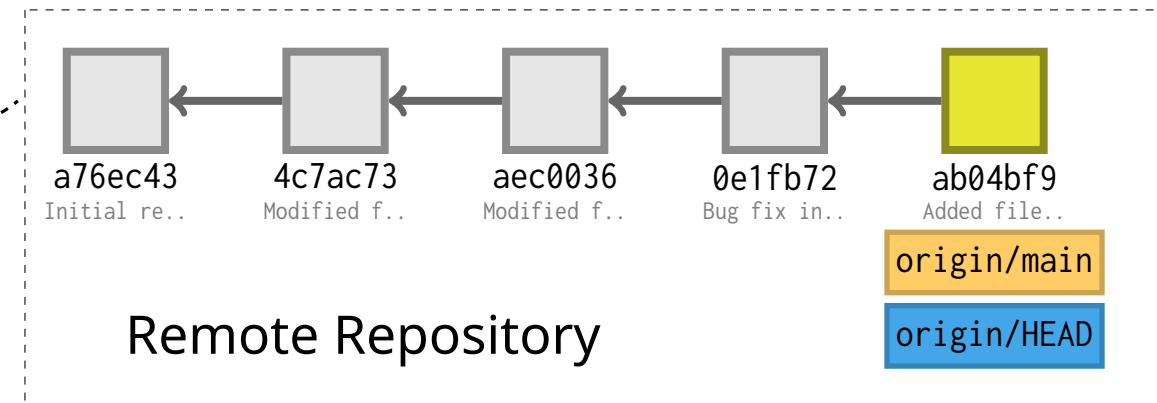 a76ec43 4c7ac73 aec0036 0e1fb72 ab04bf9
Initial re.. Modified f.. Modified f.. Bug fix in.. Added file..
origin/main
origin/HEAD
Remote Repository